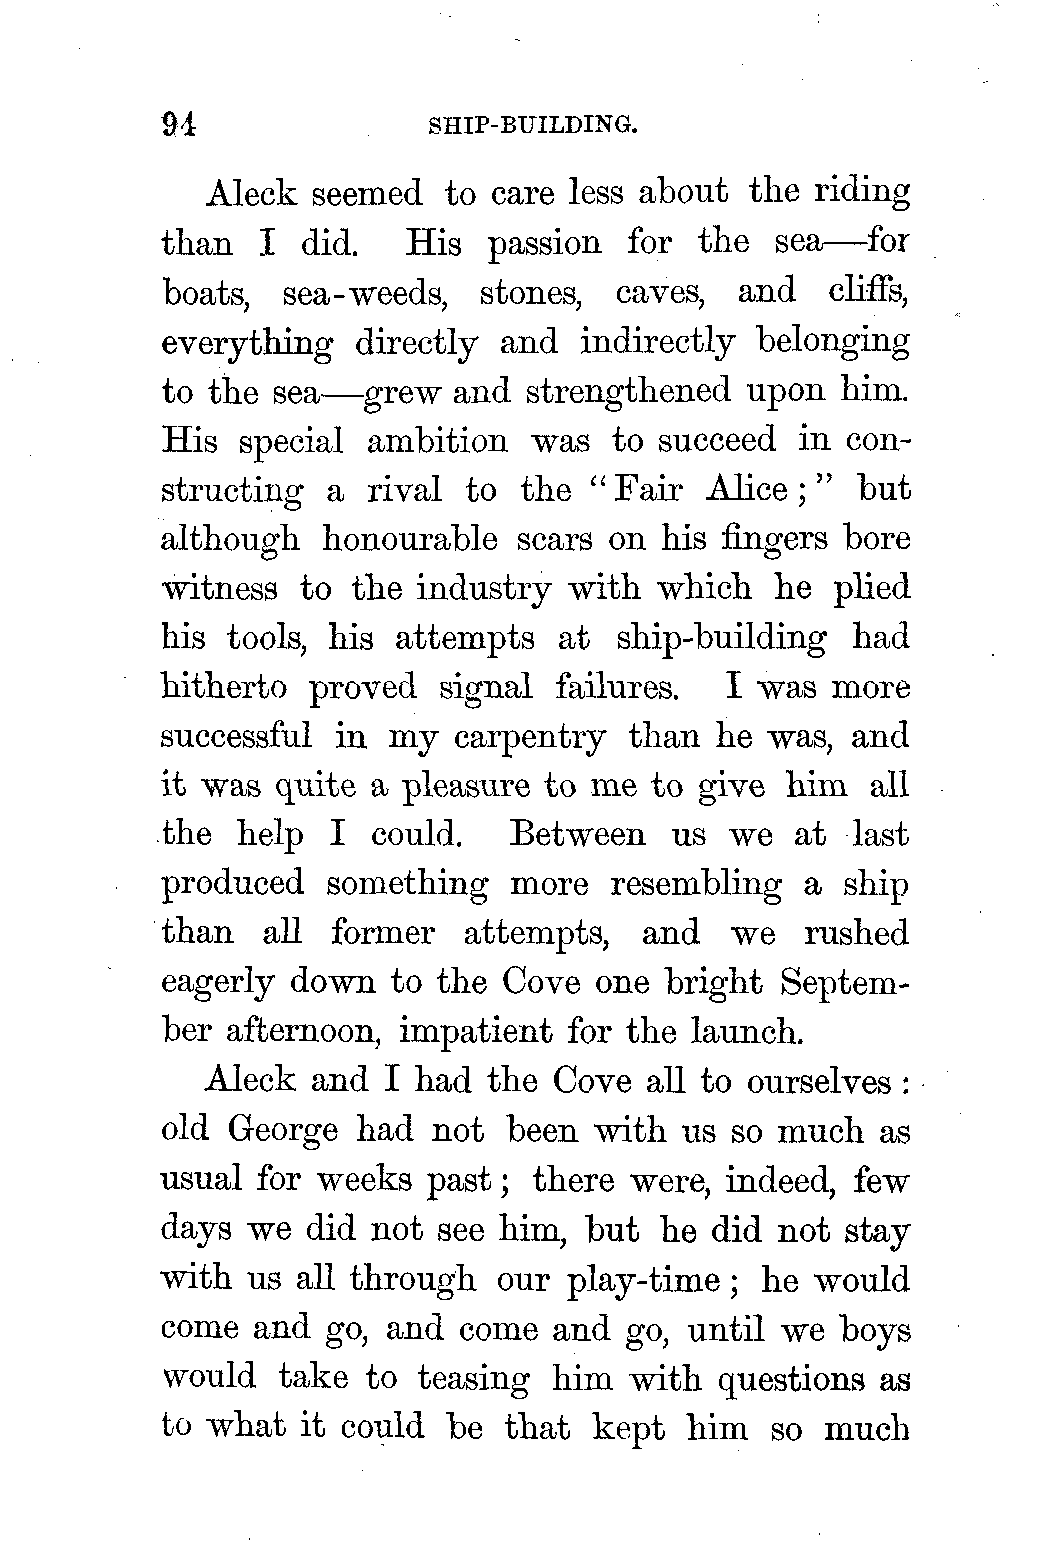 94 SHIP-BUILDING.
Aleck seemed to care less about the riding
than I did. His passion for the sea—for
boats, sea-weeds, stones, caves, and cliffs,
everything directly and indirectly belonging
to the sea—grew and strengthened upon him.
His special ambition was to succeed in con-
structing a rival to the “Fair Alice;” but
although honourable scars on his fingers bore
witness to the industry with which he plied
his tools, his attempts at ship-building had
hitherto proved signal failures. I was more
successful in my carpentry than he was, and
it was quite a pleasure to me to give him all
the help I could. Between us we at last
produced something more resembling a ship
than all former attempts, and we rushed
eagerly down to the Cove one bright Septem-
ber afternoon, impatient for the launch.
Aleck and I had the Cove all to ourselves:
old George had not been with us so much as
usual for weeks past; there were, indeed, few
days we did not see him, but he did not stay
with us all through our play-time; he would
come and go, and come and go, until we boys
would take to teasing him with questions as
to what it could be that kept him so much